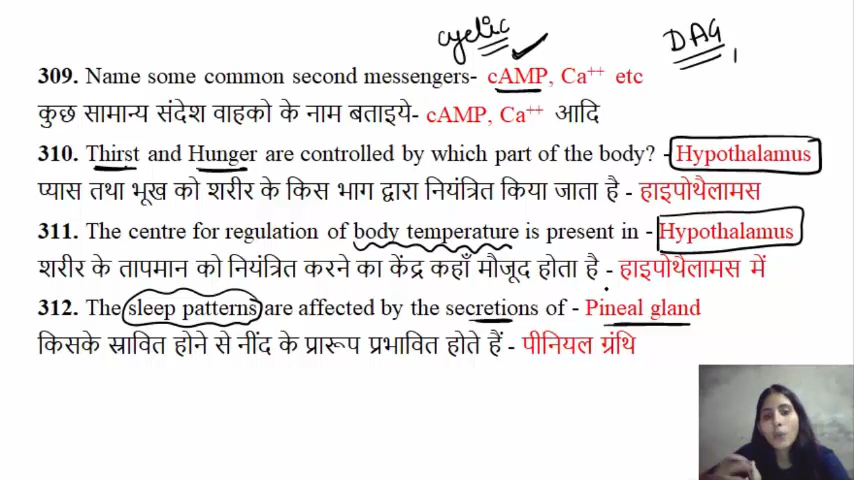 cyclic DAG,
309. Name some common second messengers- cAMP, Ca⁺⁺ etc
कुछ सामान्य संदेश वाहको के नाम बताइये- cAMP, Ca⁺⁺ आदि
310. Thirst and Hunger are controlled by which part of the body? - Hypothalamus
प्यास तथा भूख को शरीर के किस भाग द्वारा नियंत्रित किया जाता है - हाइपोथैलामस
311. The centre for regulation of body temperature is present in - Hypothalamus
शरीर के तापमान को नियंत्रित करने का केंद्र कहाँ मौजूद होता है - हाइपोथैलामस में
312. The sleep patterns are affected by the secretions of - Pineal gland
किसके स्रावित होने से नींद के प्रारूप प्रभावित होते हैं - पीनियल ग्रंथि